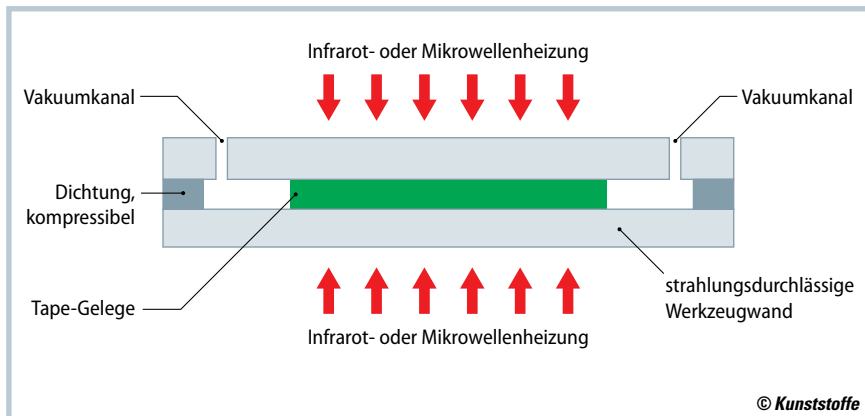 Infrarot- oder Mikrowellenheizung
Vakuumkanal
Vakuumkanal
Dichtung,
kompressibel
Tape-Gelege
strahlungsdurchlässige
Werkzeugwand
Infrarot- oder Mikrowellenheizung
© Kunststoffe